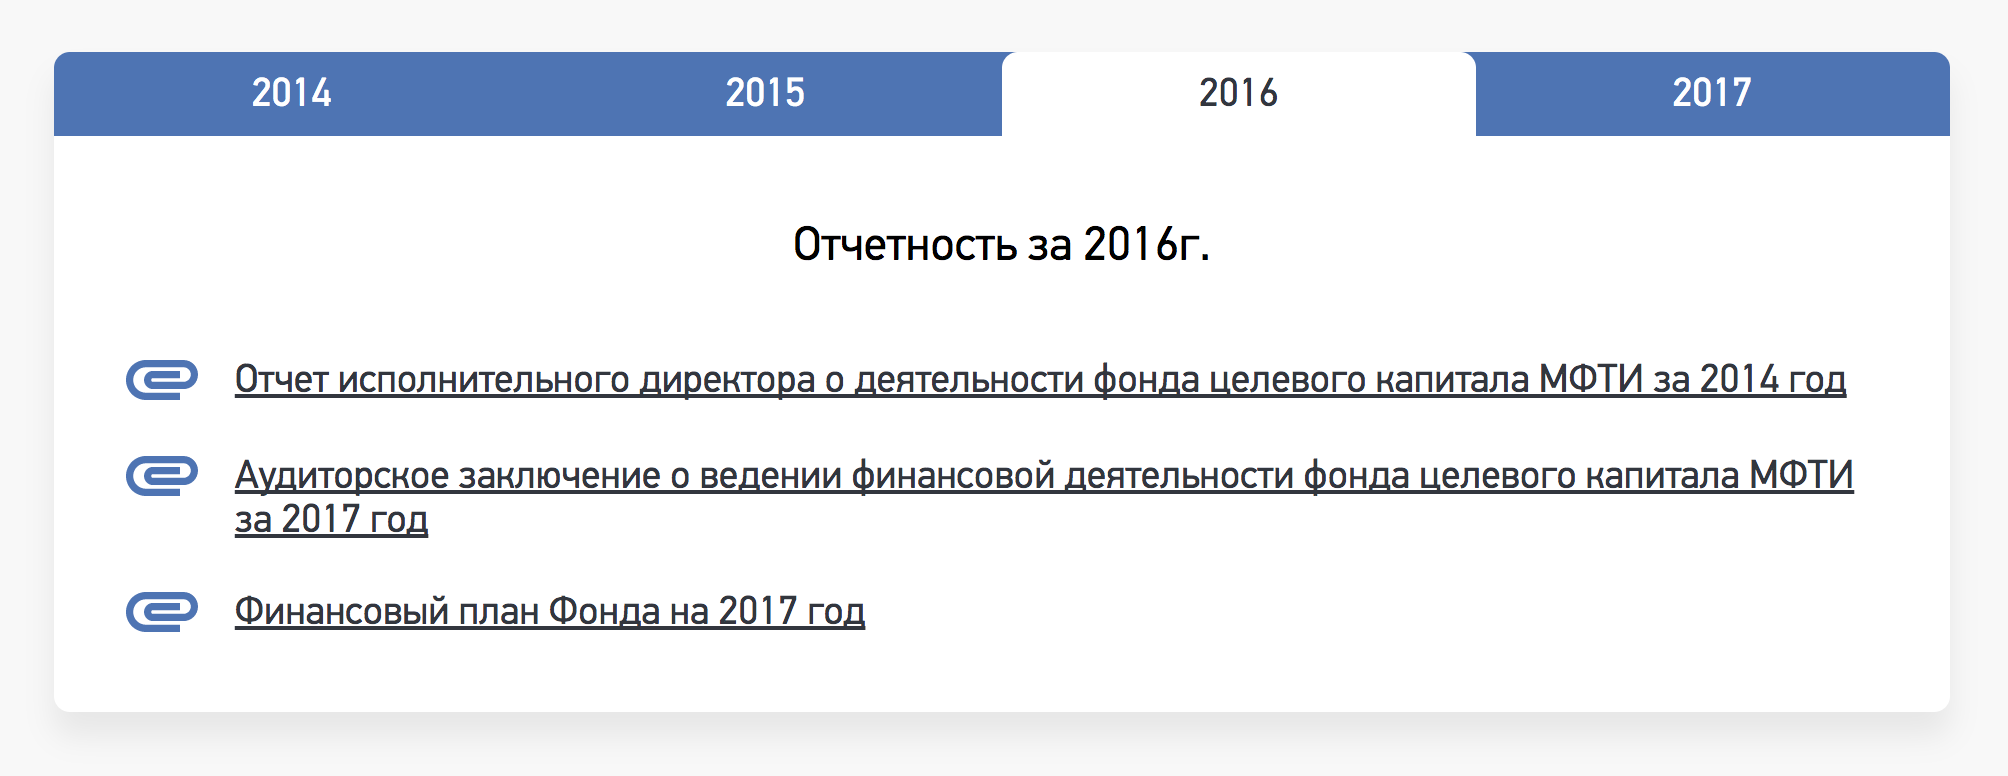 2014 2015 2016 2017
Отчетность за 2016г.
Отчет исполнительного директора о деятельности фонда целевого капитала МФТИ за 2014 год
Аудиторское заключение о ведении финансовой деятельности фонда целевого капитала МФТИ
за 2017 год
Финансовый план Фонда на 2017 год